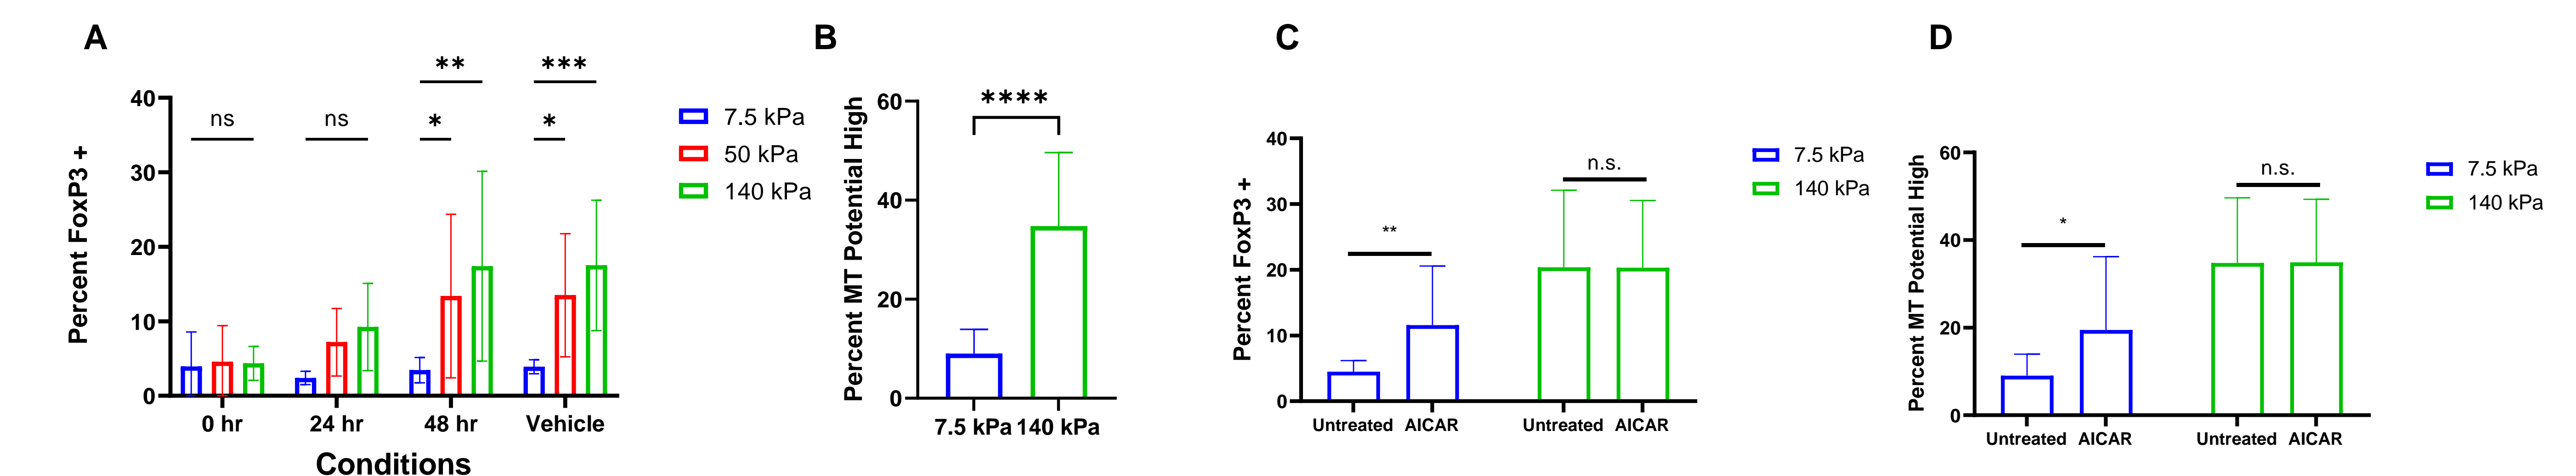 A
Percent FoxP3 +
40
30
20
10
0
ns
ns
**
*
***
*
0 hr
24 hr
48 hr
Vehicle
Conditions
7.5 kPa
50 kPa
140 kPa
B
Percent MT Potential High
60
40
20
0
****
7.5 kPa
140 kPa
C
Percent FoxP3 +
40
30
20
10
0
**
n.s.
Untreated
AICAR
Untreated
AICAR
7.5 kPa
140 kPa
D
Percent MT Potential High
60
40
20
0
*
n.s.
Untreated
AICAR
Untreated
AICAR
7.5 kPa
140 kPa